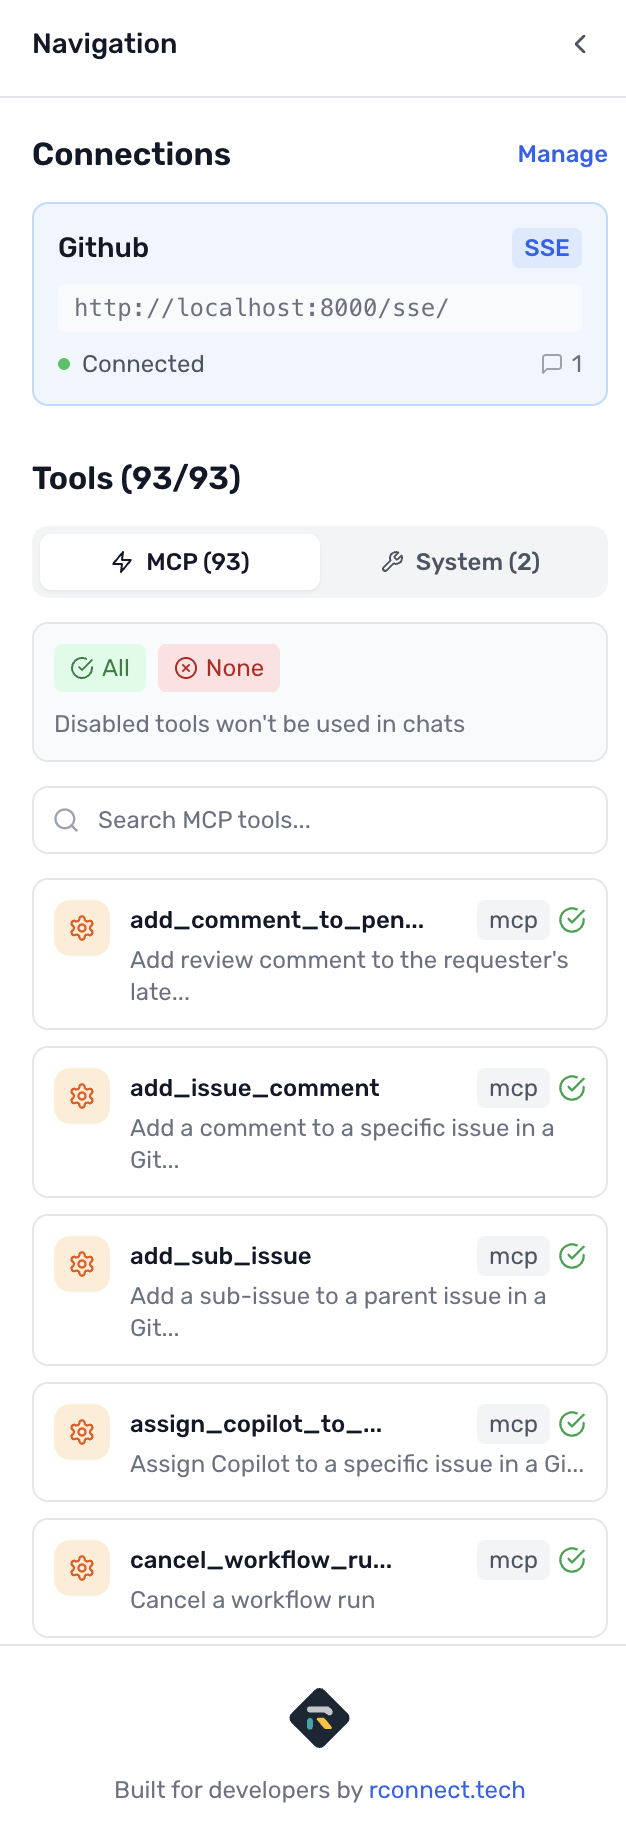 Navigation
Connections
Manage
Github
SSE
http://localhost:8000/sse/
Connected
1
Tools (93/93)
MCP (93)
System (2)
All
None
Disabled tools won't be used in chats
Search MCP tools...
add_comment_to_pen...
mcp
Add review comment to the requester's
late...
add_issue_comment
mcp
Add a comment to a specific issue in a
Git...
add_sub_issue
mcp
Add a sub-issue to a parent issue in a
Git...
assign_copilot_to_...
mcp
Assign Copilot to a specific issue in a Gi...
cancel_workflow_ru...
mcp
Cancel a workflow run
Built for developers by rconnect.tech